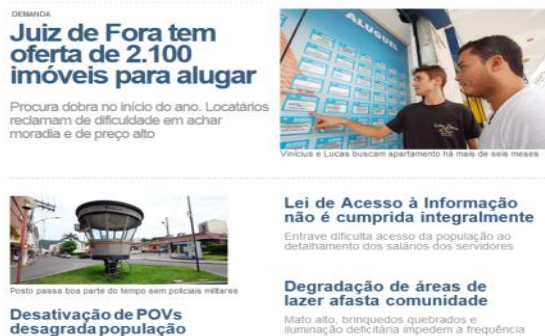 DEMANDA
Juiz de Fora tem
oferta de 2.100
imóveis para alugar
Procura dobra no início do ano. Locatários
reclamam de dificuldade em achar
moradia e de preço alto
ALUGUEL
Vinícius e Lucas buscam apartamento há mais de seis meses
Posto passa boa parte do tempo sem policiais militares
Desativação de POVs
desagrada população
Lei de Acesso à Informação
não é cumprida integralmente
Entrave dificulta acesso da população ao
detalhamento dos salários dos servidores
Degradação de áreas de
lazer afasta comunidade
Mato alto, brinquedos quebrados e
iluminação deficitária impedem a frequência